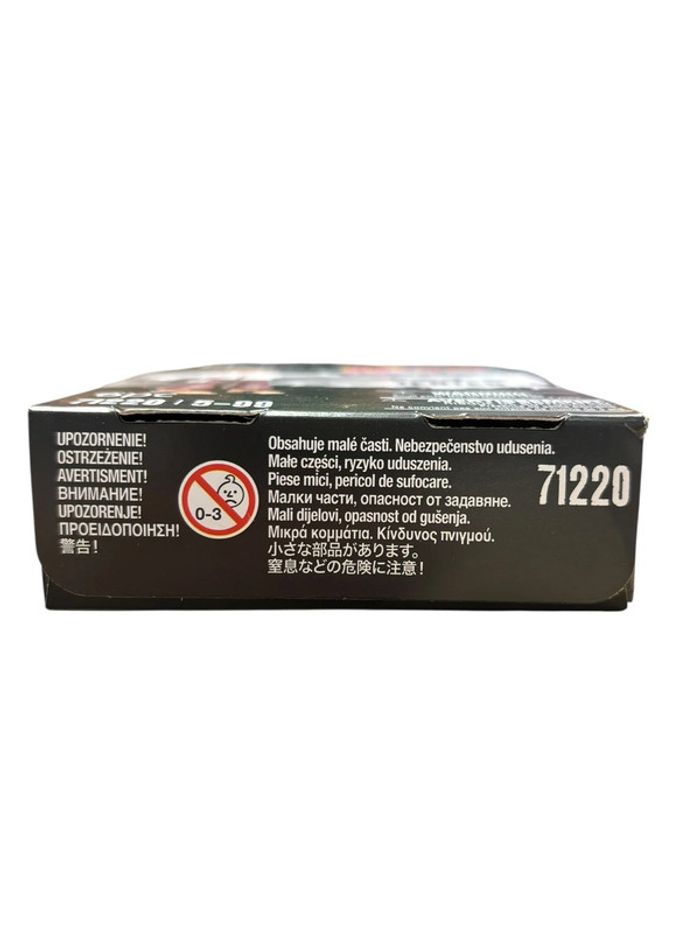 71220 / 5-99
UPOZORNENIE!
OSTRZEŻENIE!
AVERTISMENT!
ВНИМАНИЕ!
UPOZORENJE!
ΠΡΟΕΙΔΟΠΟΙΗΣΗ!
警告!
0-3
Obsahuje malé časti. Nebezpečenstvo udusenia.
Małe części, ryzyko uduszenia.
Piese mici, pericol de sufocare.
Малки части, опасност от задавяне.
Mali dijelovi, opasnost od gušenja.
Μικρά κομμάτια. Κίνδυνος πνιγμού.
小さな部品があります。
窒息などの危険に注意!
71220